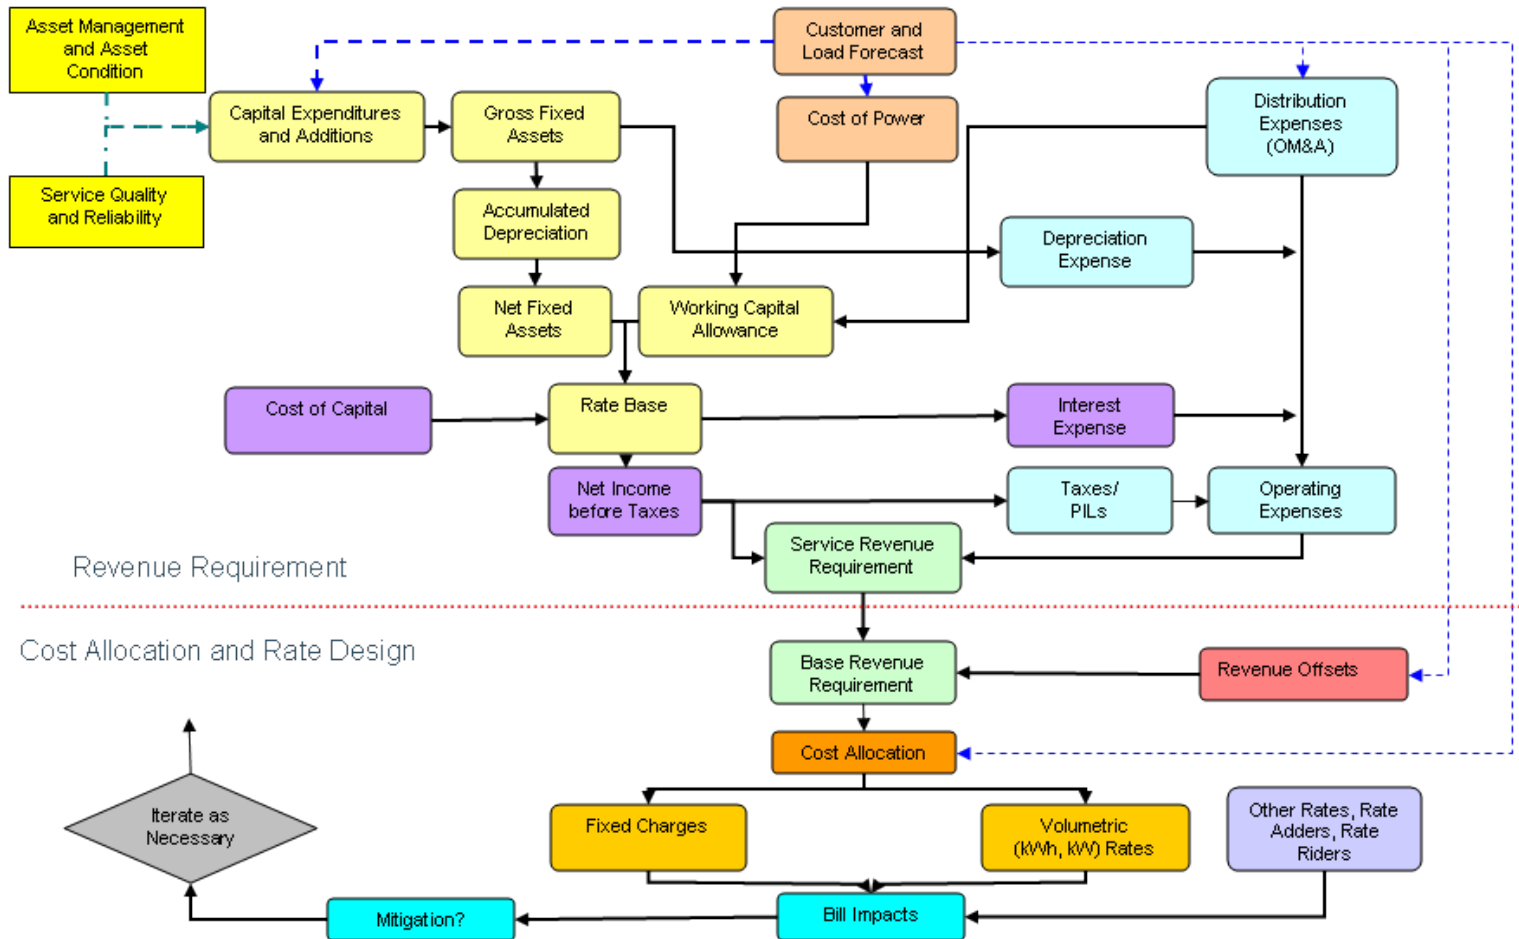 Asset Management
and Asset
Condition
Customer and
Load Forecast
Capital Expenditures
and Additions
Gross Fixed
Assets
Cost of Power
Distribution
Expenses
(OM&A)
Service Quality
and Reliability
Accumulated
Depreciation
Depreciation
Expense
Net Fixed
Assets
Working Capital
Allowance
Cost of Capital
Rate Base
Interest
Expense
Net Income
before Taxes
Taxes/
PILs
Operating
Expenses
Service Revenue
Requirement
Revenue Requirement
Cost Allocation and Rate Design
Base Revenue
Requirement
Revenue Offsets
Cost Allocation
Iterate as
Necessary
Fixed Charges
Volumetric
(kWh, kW) Rates
Other Rates, Rate
Adders, Rate
Riders
Mitigation?
Bill Impacts